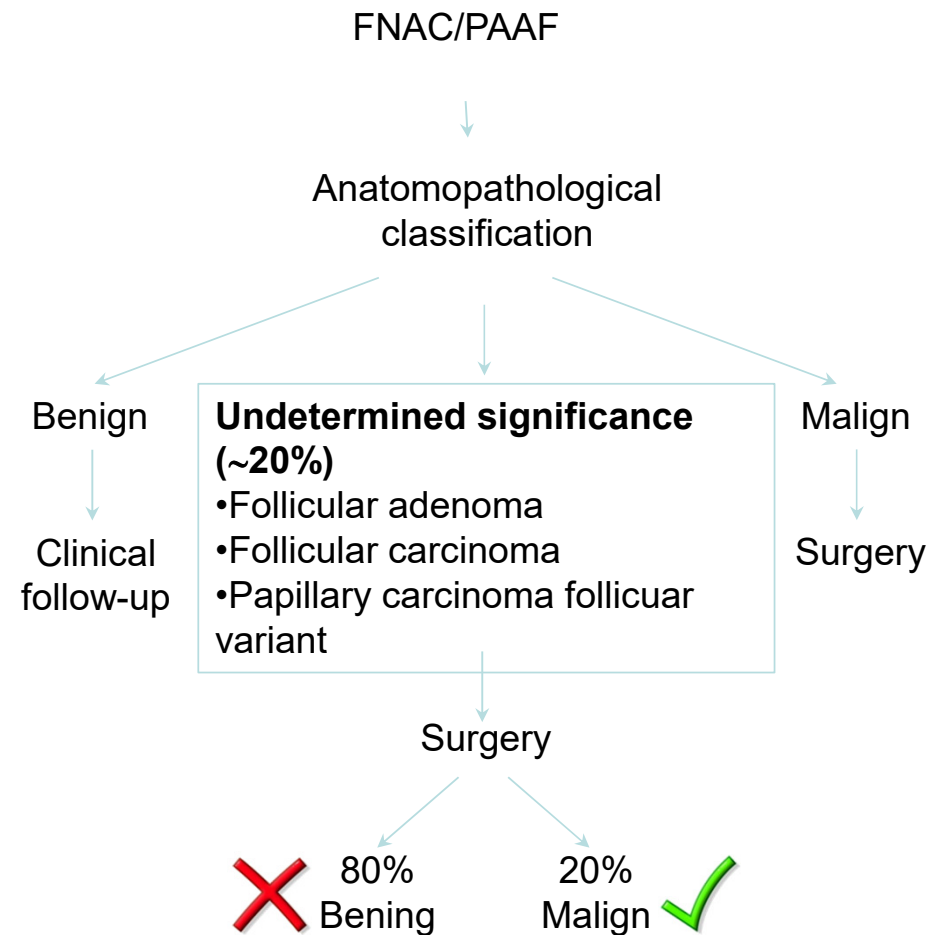 FNAC/PAAF
Anatomopathological
classification
Benign
Undetermined significance
(~20%)
•Follicular adenoma
•Follicular carcinoma
•Papillary carcinoma follicuar
variant
Malign
Clinical
follow-up
Surgery
Surgery
80%
Bening
20%
Malign